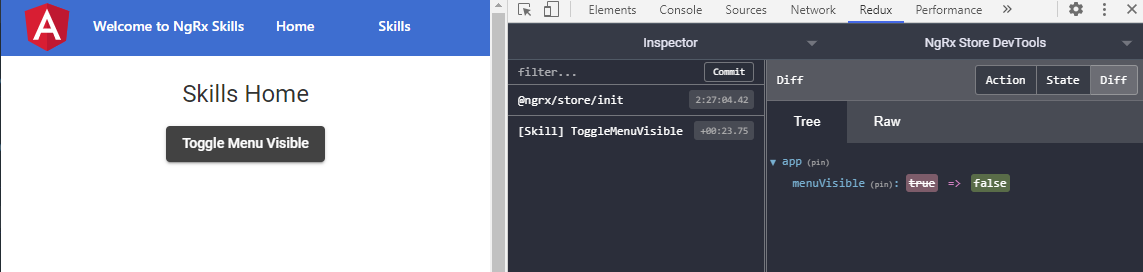 Elements Console Sources Network Redux Performance »
Welcome to NgRx Skills Home Skills
Inspector NgRx Store DevTools
filter... Commit
Diff Action State Diff
@ngrx/store/init 2:27:04.42
Skills Home
[Skill] ToggleMenuVisible +00:23.75
Tree Raw
Toggle Menu Visible
▼ app (pin)
menuVisible (pin): true => false